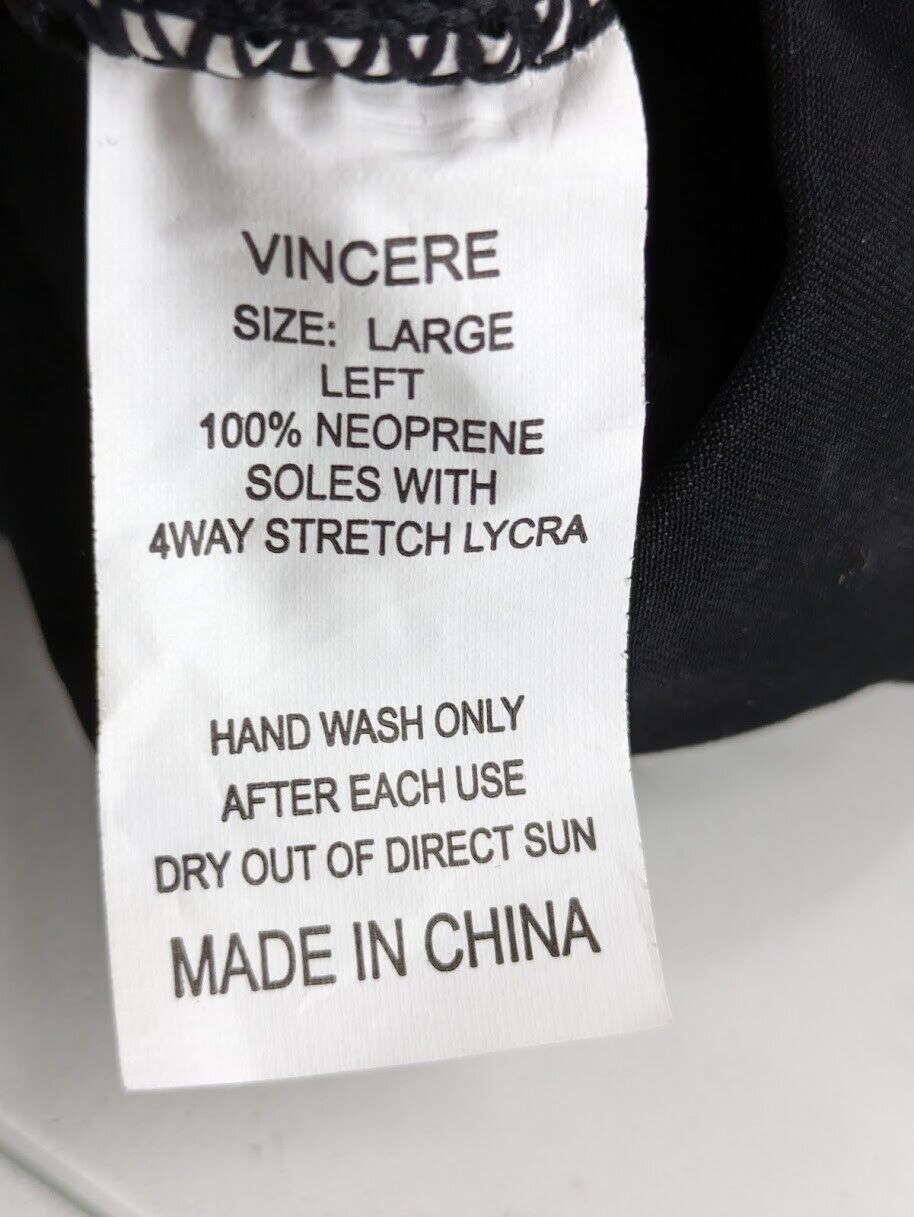 VINCERE
SIZE: LARGE
LEFT
100% NEOPRENE
SOLES WITH
4WAY STRETCH LYCRA
HAND WASH ONLY
AFTER EACH USE
DRY OUT OF DIRECT SUN
MADE IN CHINA